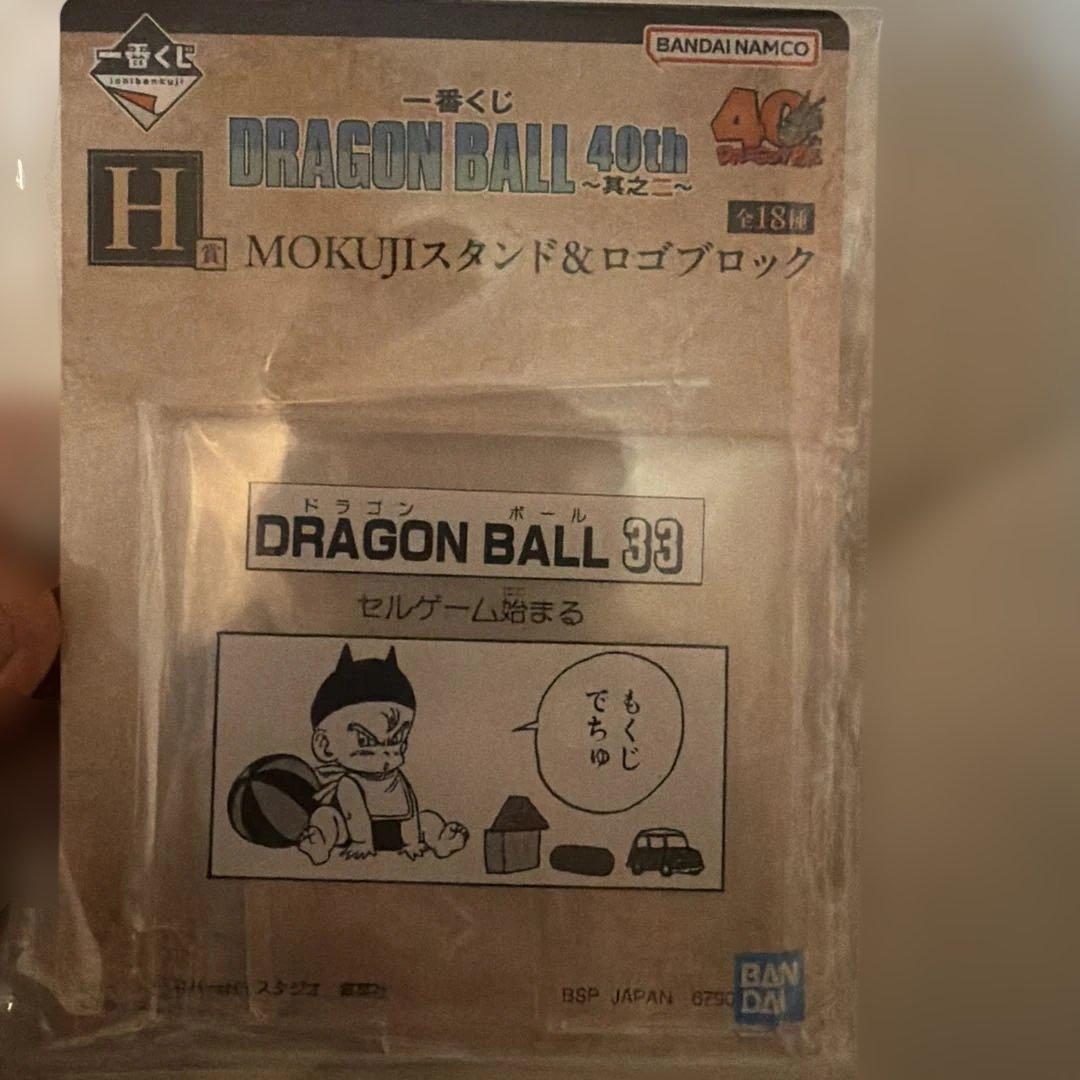 一番くじ
ichibankuji
BANDAI NAMCO
一番くじ
DRAGON BALL 40th
~其之二~
40
H賞
全18種
MOKUJIスタンド&ロゴブロック
ドラゴン ボール
DRAGON BALL 33
セルゲーム始まる
もくじ
でちゅ
スタジオ
BSP JAPAN
BAN
DAI